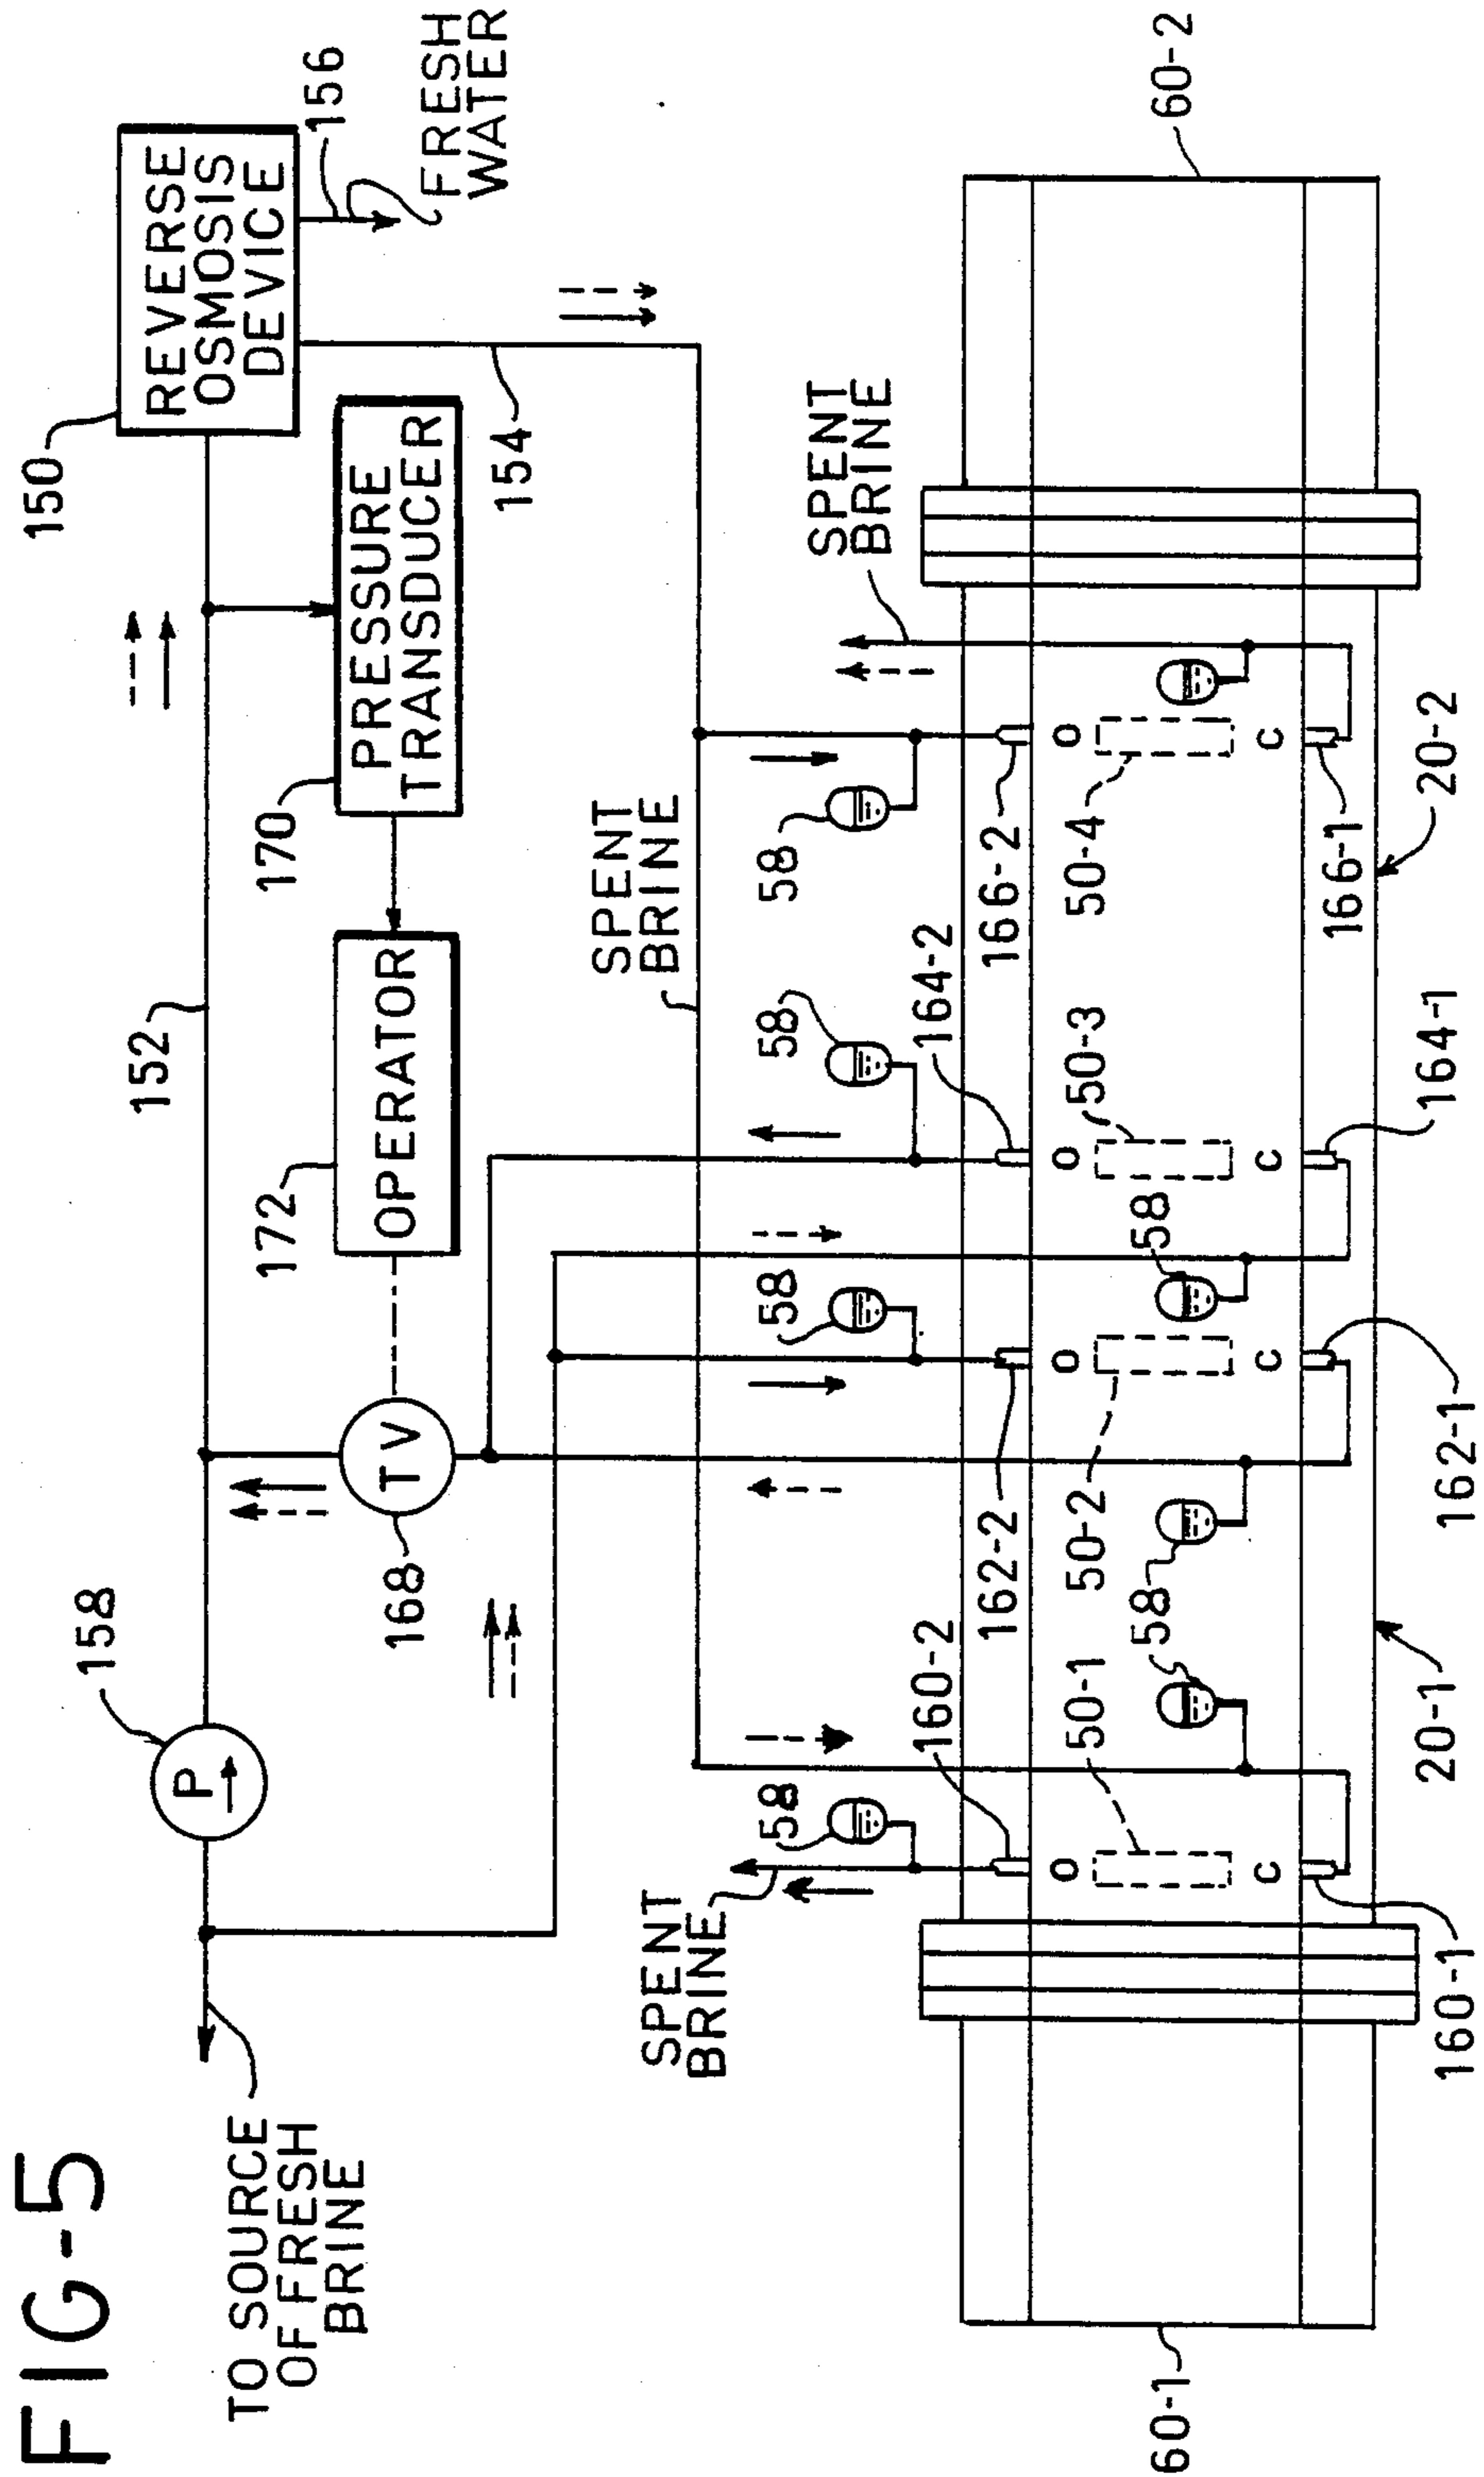 FIG-5
TO SOURCE
OF FRESH
BRINE
158
P
152
150
REVERSE
OSMOSIS
DEVICE
156
FRESH
WATER
168
TV
172
OPERATOR
170
PRESSURE
TRANSDUCER
154
SPENT
BRINE
SPENT
BRINE
SPENT
BRINE
58
58
58
58
160-2
162-2
164-2
166-2
O
O
O
O
50-1
50-2
50-3
50-4
58
58
C
C
C
C
160-1
162-1
164-1
166-1
60-1
20-1
20-2
60-2